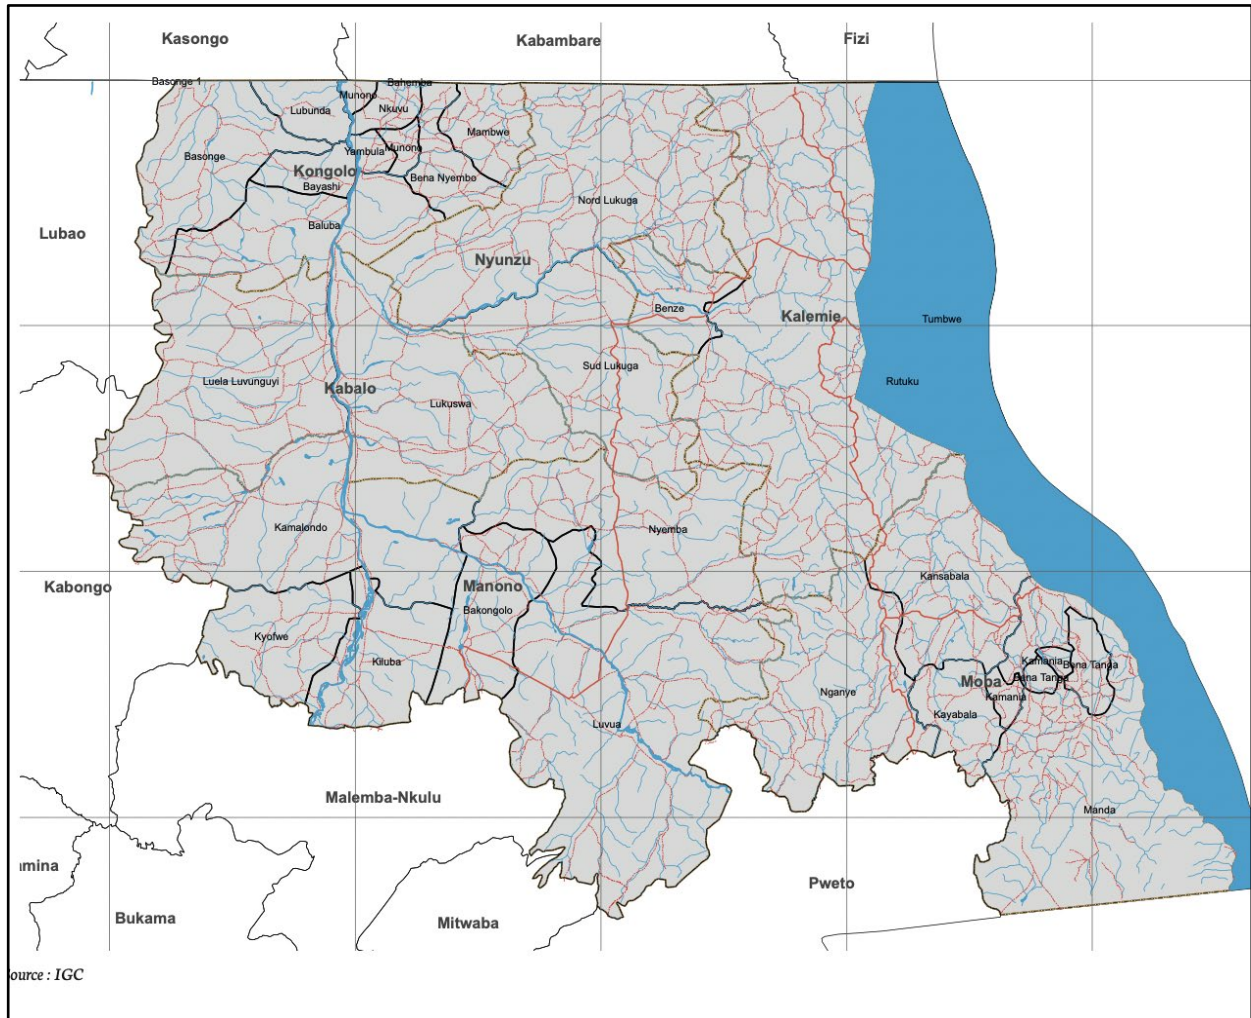 Kasongo
Kabambare
Fizi
Basonge 1
Bahemba
Munono
Lubunda
Nkuvu
Mambwe
Yambula
Munono
Basonge
Kongolo
Bena Nyembo
Bayashi
Nord Lukuga
Baluba
Lubao
Nyunzu
Benze
Kalemie
Tumbwe
Sud Lukuga
Luela Luvunguyi
Kabalo
Rutuku
Lukuswa
Kamalondo
Nyemba
Kabongo
Manono
Kansabala
Bakongolo
Kyofwe
Kiluba
Kamania
Bena Tanga
Bena Tanga
Moba
Nganye
Kamania
Kayabala
Luvua
Malemba-Nkulu
Manda
Pweto
Bukama
Mitwaba
: IGC